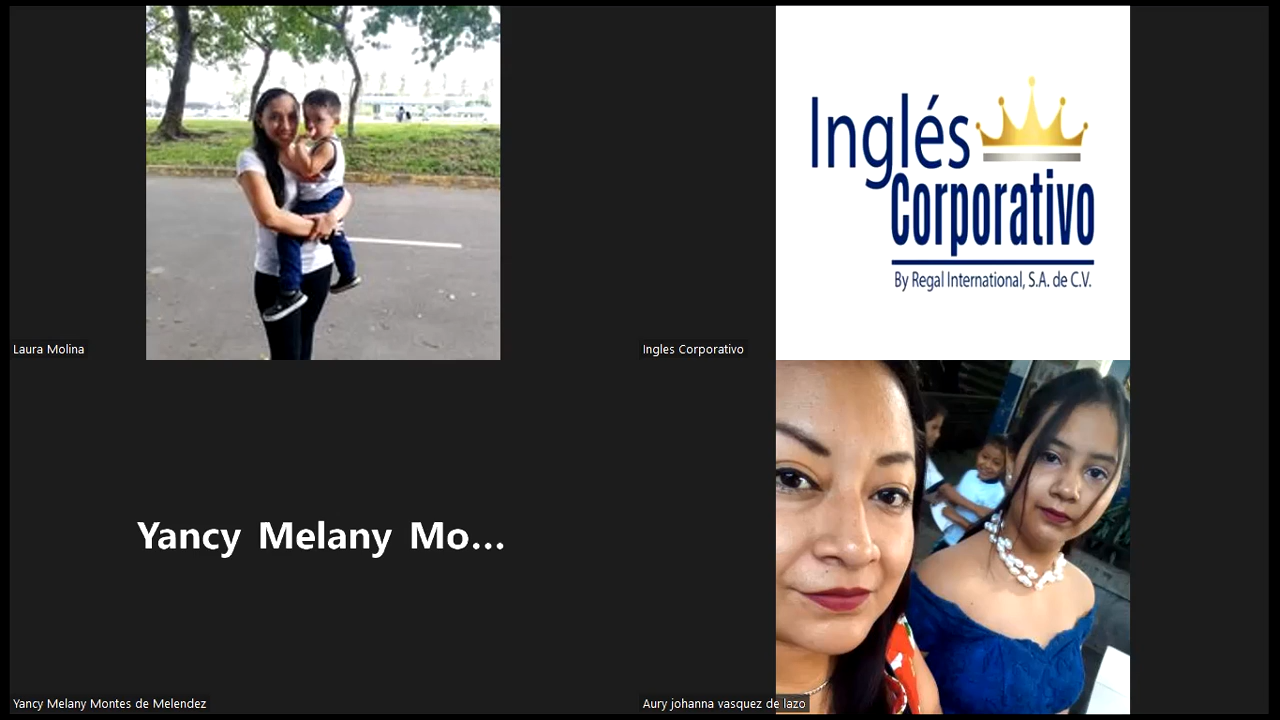 Inglés
Corporativo
By Regal International, S.A. de C.V.
Laura Molina
Ingles Corporativo
Yancy Melany Mo...
Yancy Melany Montes de Melendez
Aury johanna vasquez de lazo